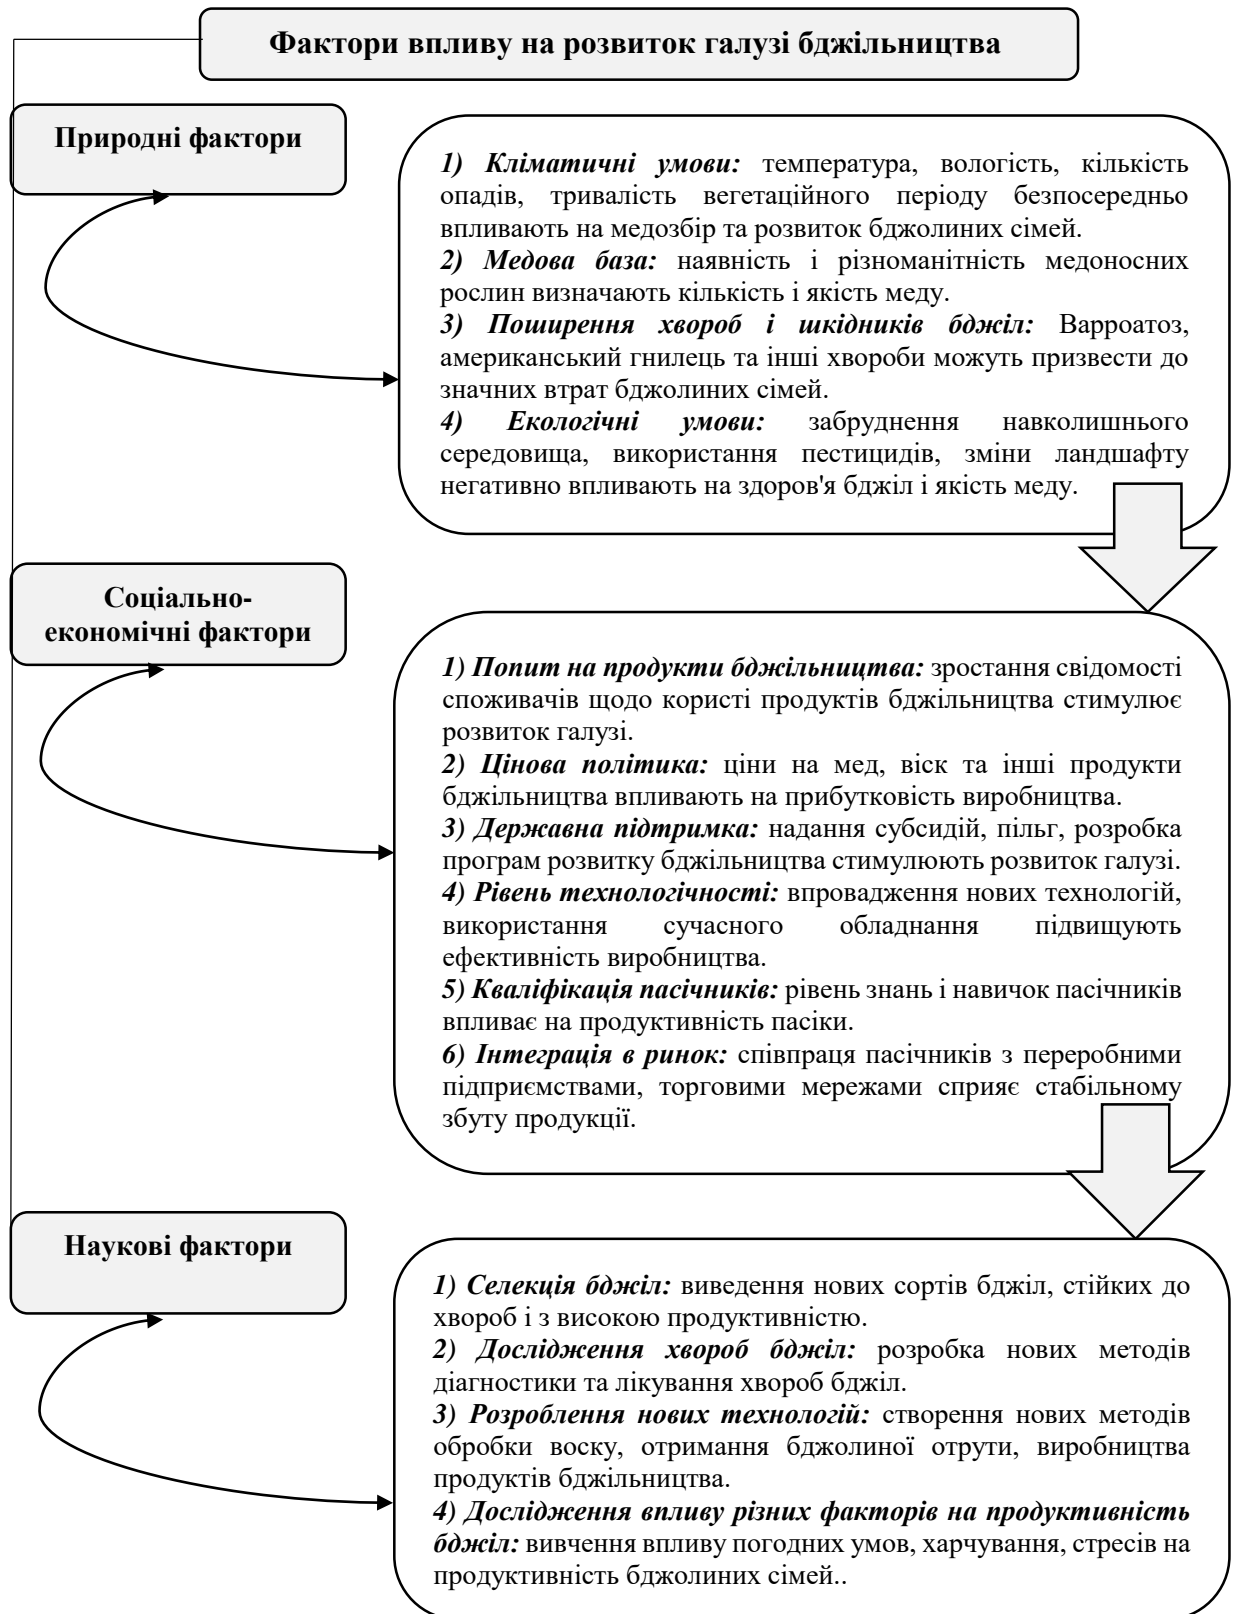 Фактори впливу на розвиток галузі бджільництва
Природні фактори
1) Кліматичні умови: температура, вологість, кількість
опадів, тривалість вегетаційного періоду безпосередньо
впливають на медозбір та розвиток бджолиних сімей.
2) Медова база: наявність і різноманітність медоносних
рослин визначають кількість і якість меду.
3) Поширення хвороб і шкідників бджіл: Варроатоз,
американський гнилець та інші хвороби можуть призвести до
значних втрат бджолиних сімей.
4) Екологічні умови: забруднення навколишнього
середовища, використання пестицидів, зміни ландшафту
негативно впливають на здоров'я бджіл і якість меду.
Соціально-
економічні фактори
1) Попит на продукти бджільництва: зростання свідомості
споживачів щодо користі продуктів бджільництва стимулює
розвиток галузі.
2) Цінова політика: ціни на мед, віск та інші продукти
бджільництва впливають на прибутковість виробництва.
3) Державна підтримка: надання субсидій, пільг, розробка
програм розвитку бджільництва стимулюють розвиток галузі.
4) Рівень технологічності: впровадження нових технологій,
використання сучасного обладнання підвищують
ефективність виробництва.
5) Кваліфікація пасічників: рівень знань і навичок пасічників
впливає на продуктивність пасіки.
6) Інтеграція в ринок: співпраця пасічників з переробними
підприємствами, торговими мережами сприяє стабільному
збуту продукції.
Наукові фактори
1) Селекція бджіл: виведення нових сортів бджіл, стійких до
хвороб і з високою продуктивністю.
2) Дослідження хвороб бджіл: розробка нових методів
діагностики та лікування хвороб бджіл.
3) Розроблення нових технологій: створення нових методів
обробки воску, отримання бджолиної отрути, виробництва
продуктів бджільництва.
4) Дослідження впливу різних факторів на продуктивність
бджіл: вивчення впливу погодних умов, харчування, стресів на
продуктивність бджолиних сімей..